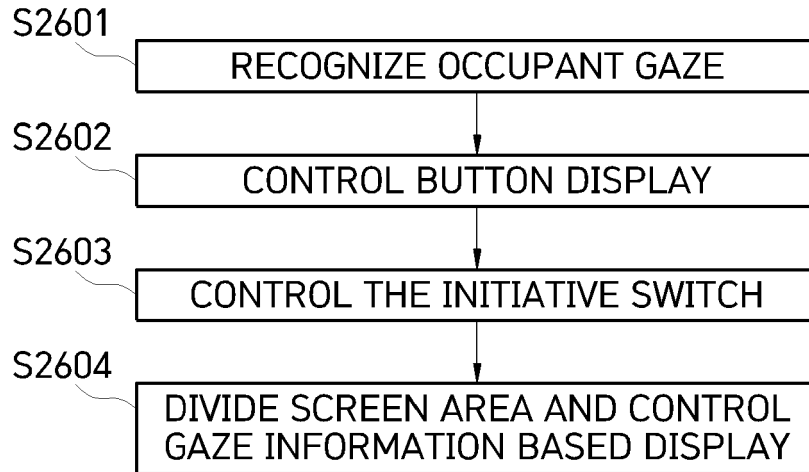 S2601
RECOGNIZE OCCUPANT GAZE
S2602
CONTROL BUTTON DISPLAY
S2603
CONTROL THE INITIATIVE SWITCH
S2604
DIVIDE SCREEN AREA AND CONTROL
GAZE INFORMATION BASED DISPLAY